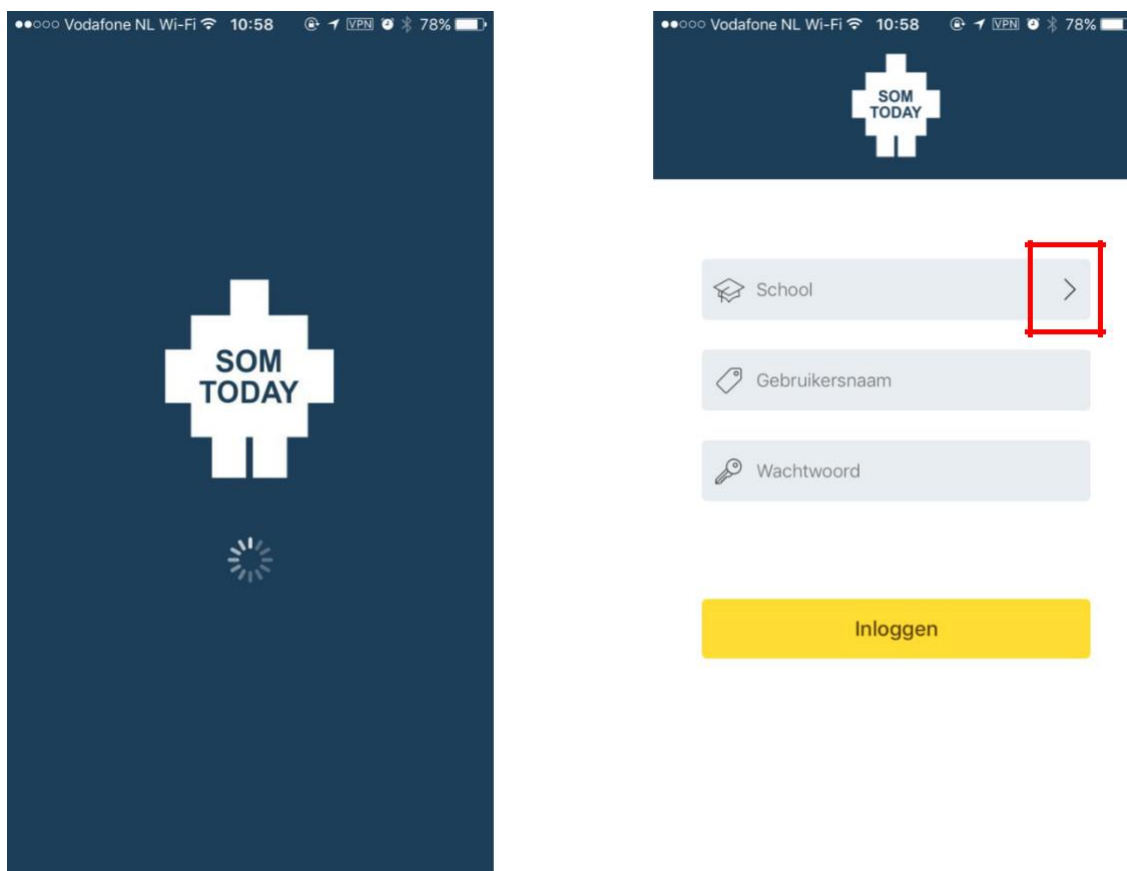 ●●○○○ Vodafone NL Wi-Fi 10:58 VPN 78%
SOM
TODAY
●●○○○ Vodafone NL Wi-Fi 10:58 VPN 78%
SOM
TODAY
School
Gebruikersnaam
Wachtwoord
Inloggen